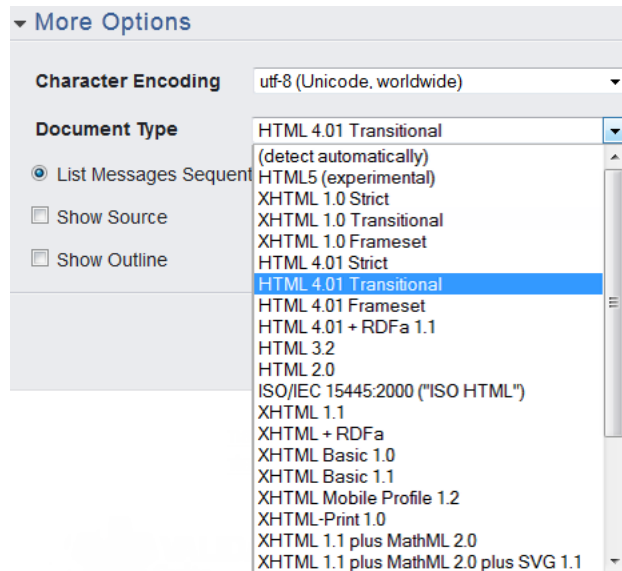 More Options
Character Encoding utf-8 (Unicode, worldwide)
Document Type HTML 4.01 Transitional
(detect automatically)
List Messages Sequent HTML5 (experimental)
XHTML 1.0 Strict
Show Source XHTML 1.0 Transitional
XHTML 1.0 Frameset
Show Outline HTML 4.01 Strict
HTML 4.01 Transitional
HTML 4.01 Frameset
HTML 4.01 + RDFa 1.1
HTML 3.2
HTML 2.0
ISO/IEC 15445:2000 ("ISO HTML")
XHTML 1.1
XHTML + RDFa
XHTML Basic 1.0
XHTML Basic 1.1
XHTML Mobile Profile 1.2
XHTML-Print 1.0
XHTML 1.1 plus MathML 2.0
XHTML 1.1 plus MathML 2.0 plus SVG 1.1